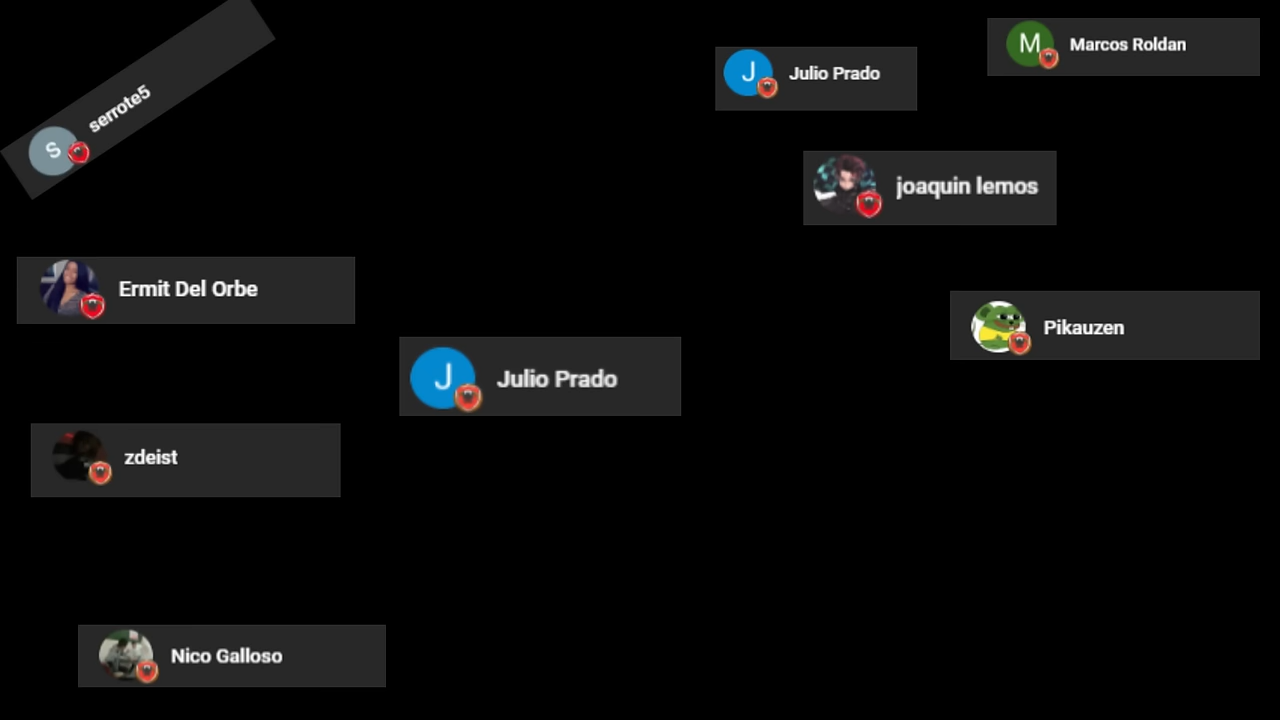 M Marcos Roldan
J Julio Prado
S serrote5
joaquin lemos
Ermit Del Orbe
Pikauzen
J Julio Prado
zdeist
Nico Galloso